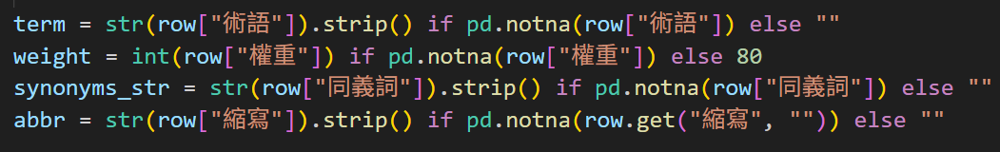 term = str(row["術語"]).strip() if pd.notna(row["術語"]) else ""
weight = int(row["權重"]) if pd.notna(row["權重"]) else 80
synonyms_str = str(row["同義詞"]).strip() if pd.notna(row["同義詞"]) else ""
abbr = str(row["縮寫"]).strip() if pd.notna(row.get("縮寫", "")) else ""